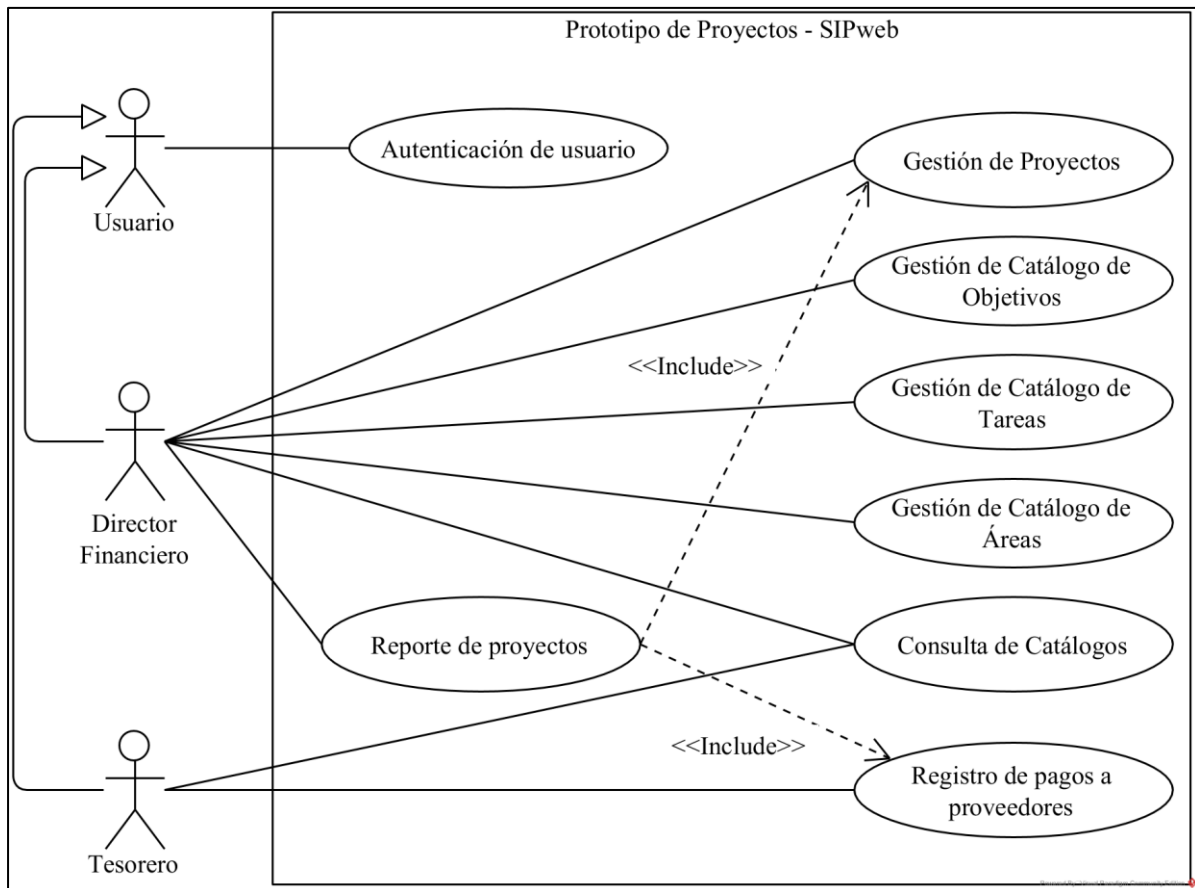 Prototipo de Proyectos - SIPweb
Usuario
Autenticación de usuario
Gestión de Proyectos
Gestión de Catálogo de
Objetivos
<<Include>>
Gestión de Catálogo de
Tareas
Director
Financiero
Gestión de Catálogo de
Áreas
Reporte de proyectos
Consulta de Catálogos
<<Include>>
Tesorero
Registro de pagos a
proveedores